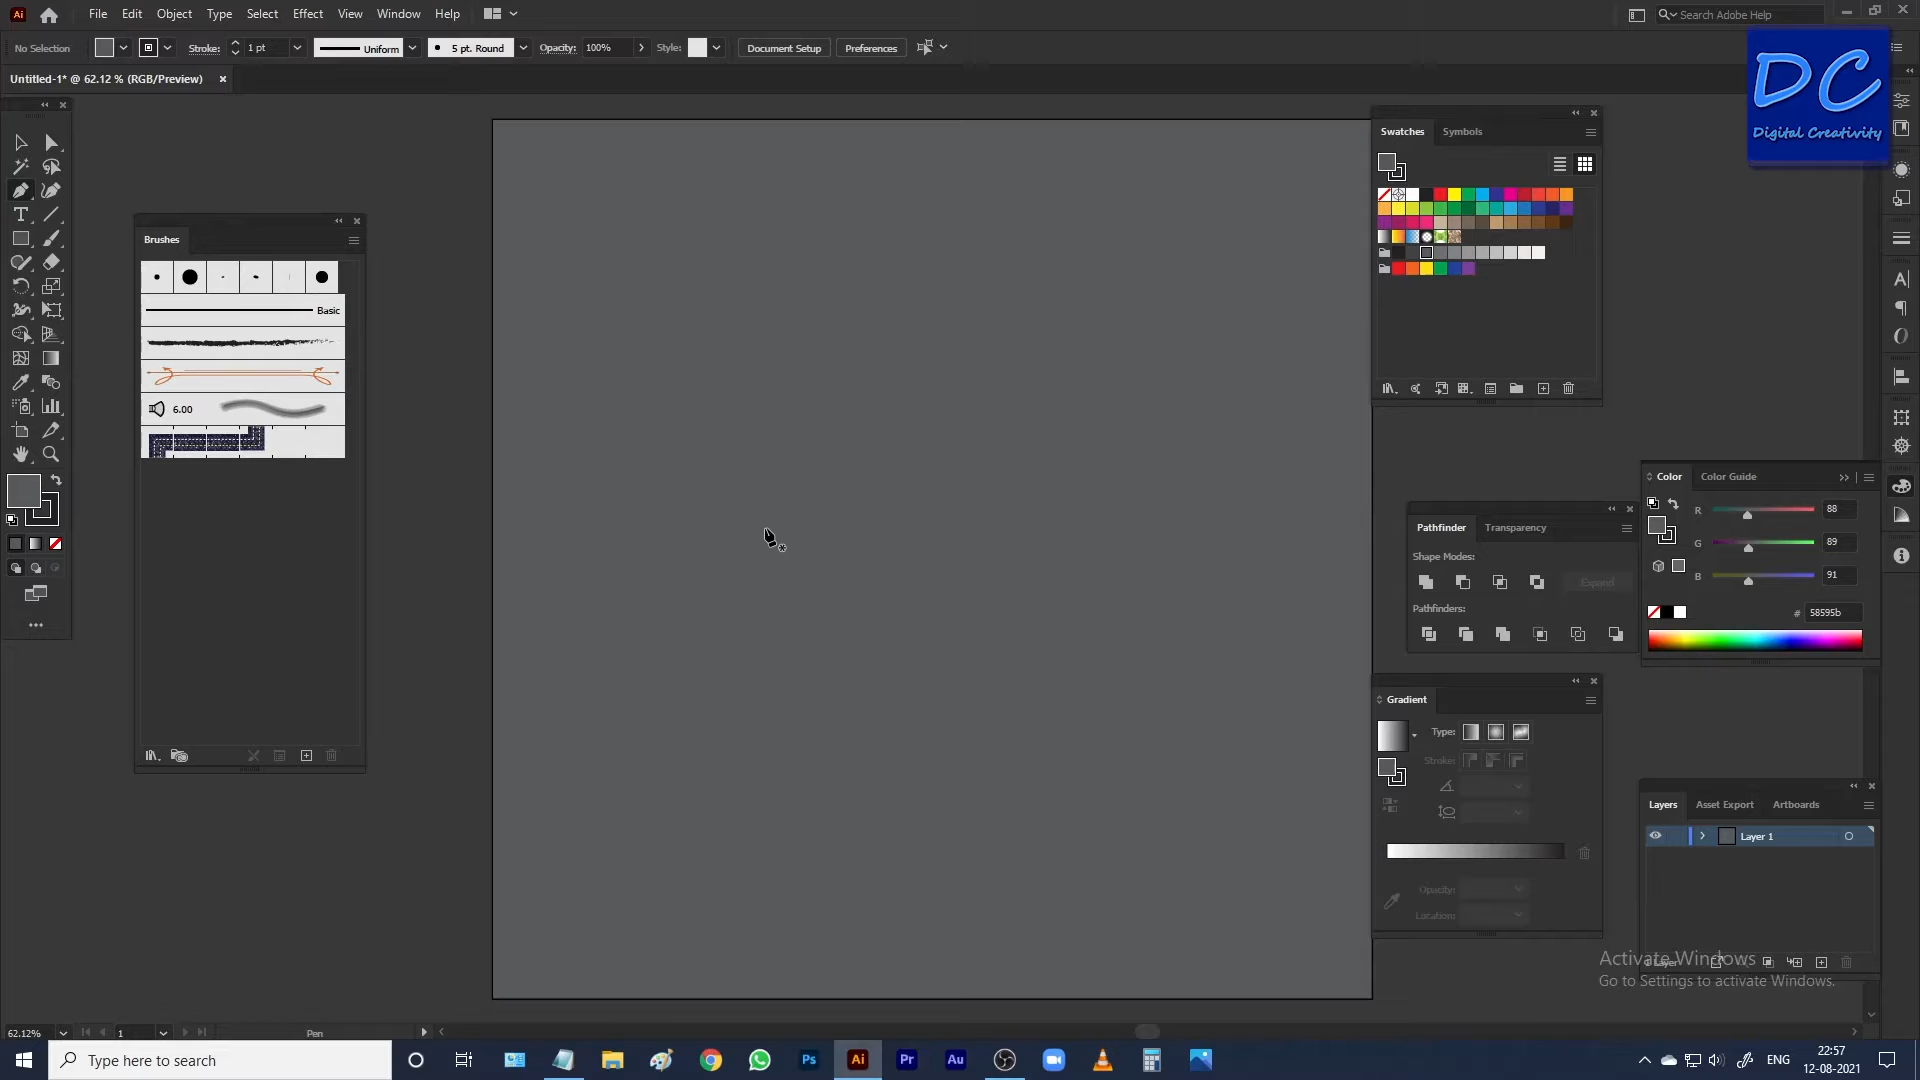 Ai File Edit Object Type Select Effect View Window Help Search Adobe Help
No Selection Stroke: 1 pt Uniform 5 pt. Round Opacity: 100% Style: Document Setup Preferences
Untitled-1* @ 62.12 % (RGB/Preview)
DC
Digital Creativity
Swatches Symbols
Brushes
Basic
6.00
Color Color Guide
R 88
G 89
B 91
# 58595b
Pathfinder Transparency
Shape Modes:
Expand
Pathfinders:
Gradient
Type:
Stroke:
Opacity:
Location:
Layers Asset Export Artboards
Layer 1
Activate Windows
Go to Settings to activate Windows.
62.12% 1 Pen
Type here to search
Ps Ai Pr Au
ENG
22:57
12-08-2021